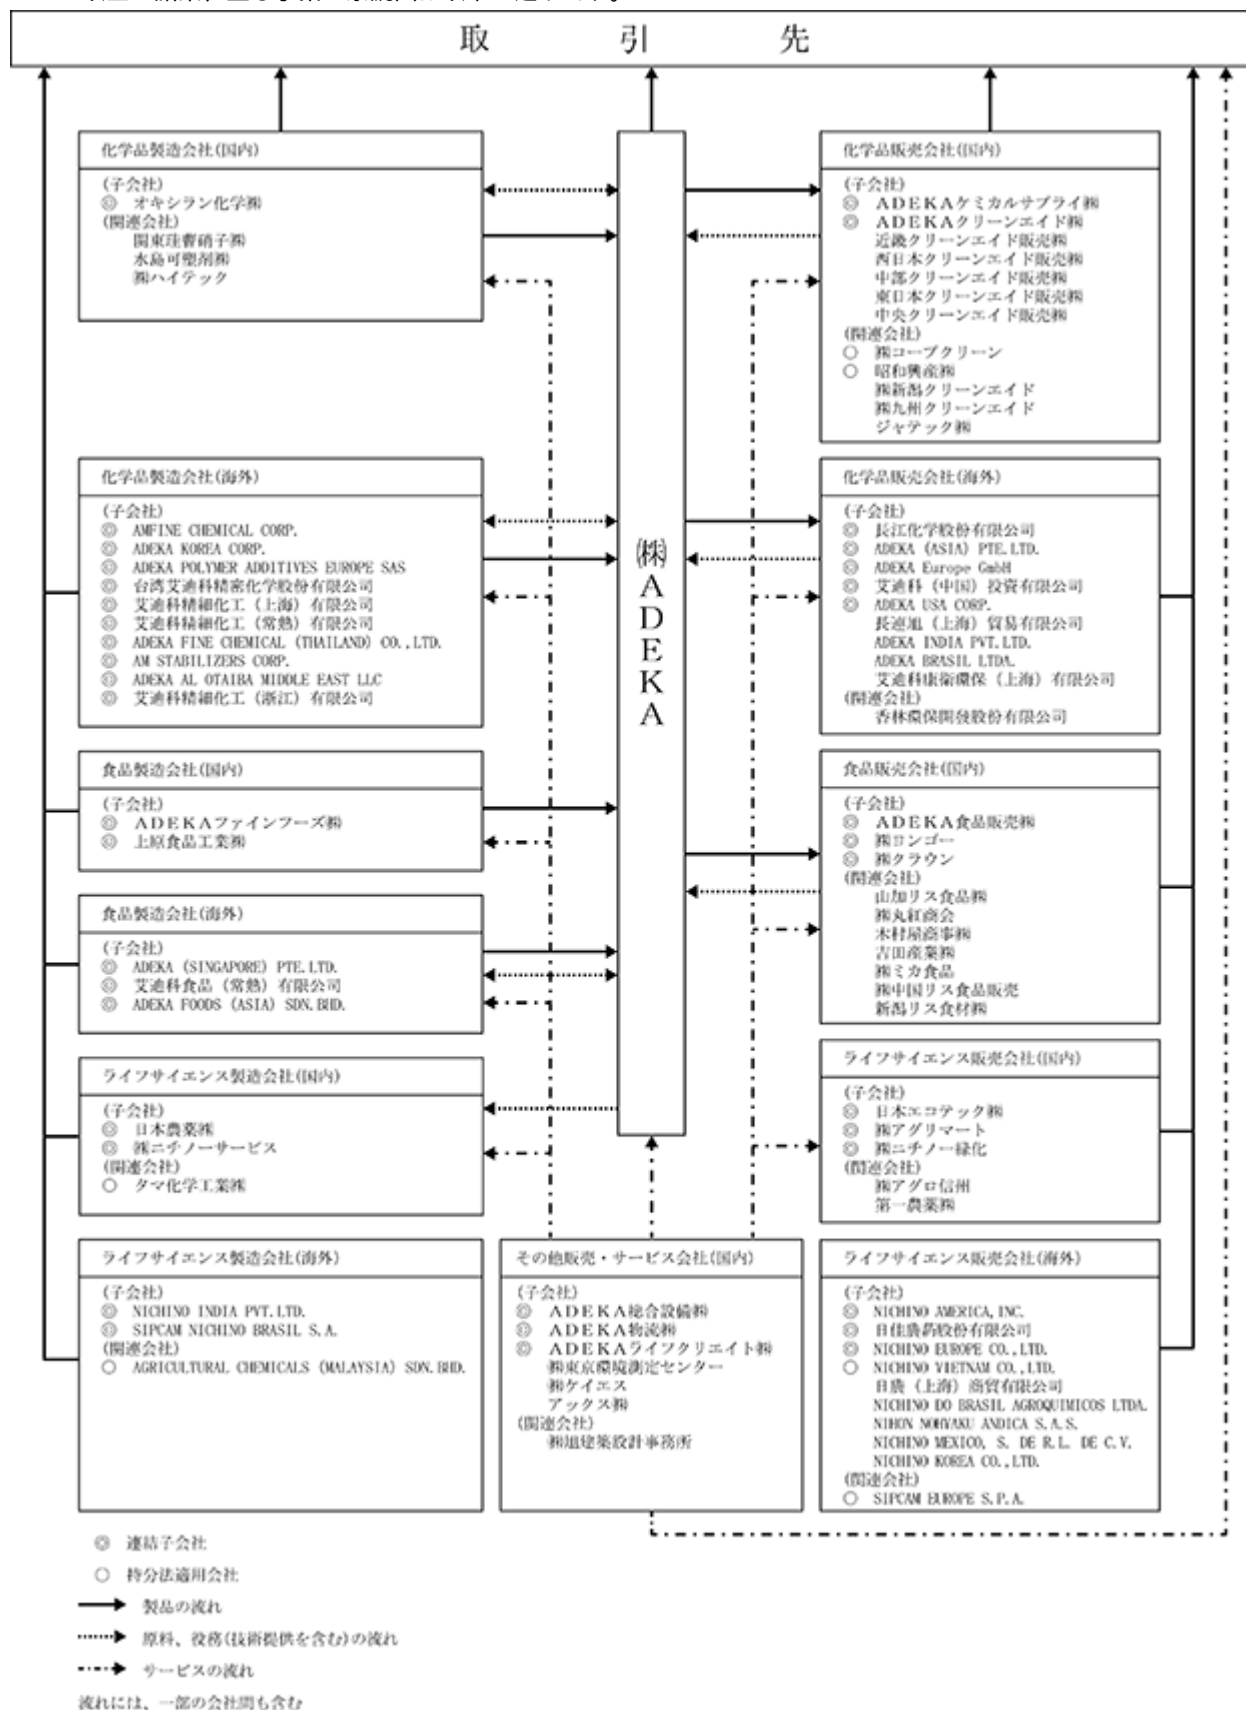 取引先
化学品製造会社(国内)
(子会社)
◎ オキシラン化学㈱
(関連会社)
関東珪曹硝子㈱
水島可塑剤㈱
㈱ハイテック
化学品製造会社(海外)
(子会社)
◎ AMFINE CHEMICAL CORP.
◎ ADEKA KOREA CORP.
◎ ADEKA POLYMER ADDITIVES EUROPE SAS
◎ 台湾艾迪科精密化学股份有限公司
◎ 艾迪科精細化工（上海）有限公司
◎ 艾迪科精細化工（常熟）有限公司
◎ ADEKA FINE CHEMICAL (THAILAND) CO.,LTD.
◎ AM STABILIZERS CORP.
◎ ADEKA AL OTAIBA MIDDLE EAST LLC
◎ 艾迪科精細化工（浙江）有限公司
食品製造会社(国内)
(子会社)
◎ ＡＤＥＫＡファインフーズ㈱
◎ 上原食品工業㈱
食品製造会社(海外)
(子会社)
◎ ADEKA (SINGAPORE) PTE.LTD.
◎ 艾迪科食品（常熟）有限公司
◎ ADEKA FOODS (ASIA) SDN.BHD.
ライフサイエンス製造会社(国内)
(子会社)
◎ 日本農薬㈱
◎ ㈱ニチノーサービス
(関連会社)
○ タマ化学工業㈱
ライフサイエンス製造会社(海外)
(子会社)
◎ NICHINO INDIA PVT.LTD.
◎ SIPCAM NICHINO BRASIL S.A.
(関連会社)
○ AGRICULTURAL CHEMICALS (MALAYSIA) SDN.BHD.
㈱ＡＤＥＫＡ
その他販売・サービス会社(国内)
(子会社)
◎ ＡＤＥＫＡ総合設備㈱
◎ ＡＤＥＫＡ物流㈱
◎ ＡＤＥＫＡライフクリエイト㈱
㈱東京環境測定センター
㈱ケイエス
アックス㈱
(関連会社)
㈱旭建築設計事務所
化学品販売会社(国内)
(子会社)
◎ ＡＤＥＫＡケミカルサプライ㈱
◎ ＡＤＥＫＡクリーンエイド㈱
近畿クリーンエイド販売㈱
西日本クリーンエイド販売㈱
中部クリーンエイド販売㈱
東日本クリーンエイド販売㈱
中央クリーンエイド販売㈱
(関連会社)
○ ㈱コープクリーン
○ 昭和興産㈱
㈱新潟クリーンエイド
㈱九州クリーンエイド
ジャテック㈱
化学品販売会社(海外)
(子会社)
◎ 長江化学股份有限公司
◎ ADEKA (ASIA) PTE.LTD.
◎ ADEKA Europe GmbH
◎ 艾迪科（中国）投資有限公司
◎ ADEKA USA CORP.
長連旭（上海）貿易有限公司
ADEKA INDIA PVT.LTD.
ADEKA BRASIL LTDA.
艾迪科康衛環保（上海）有限公司
(関連会社)
香林環保開發股份有限公司
食品販売会社(国内)
(子会社)
◎ ＡＤＥＫＡ食品販売㈱
◎ ㈱ヨンゴー
◎ ㈱クラウン
(関連会社)
山加リス食品㈱
㈱丸紅商会
木村屋商事㈱
吉田産業㈱
㈱ミカ食品
㈱中国リス食品販売
新潟リス食材㈱
ライフサイエンス販売会社(国内)
(子会社)
◎ 日本エコテック㈱
◎ ㈱アグリマート
◎ ㈱ニチノー緑化
(関連会社)
㈱アグロ信州
第一農薬㈱
ライフサイエンス販売会社(海外)
(子会社)
◎ NICHINO AMERICA,INC.
◎ 日佳農葯股份有限公司
◎ NICHINO EUROPE CO.,LTD.
○ NICHINO VIETNAM CO.,LTD.
日農（上海）商貿有限公司
NICHINO DO BRASIL AGROQUIMICOS LTDA.
NIHON NOHYAKU ANDICA S.A.S.
NICHINO MEXICO, S. DE R.L. DE C.V.
NICHINO KOREA CO.,LTD.
(関連会社)
○ SIPCAM EUROPE S.P.A.
◎ 連結子会社
○ 持分法適用会社
製品の流れ
原料、役務(技術提供を含む)の流れ
サービスの流れ
流れには、一部の会社間も含む